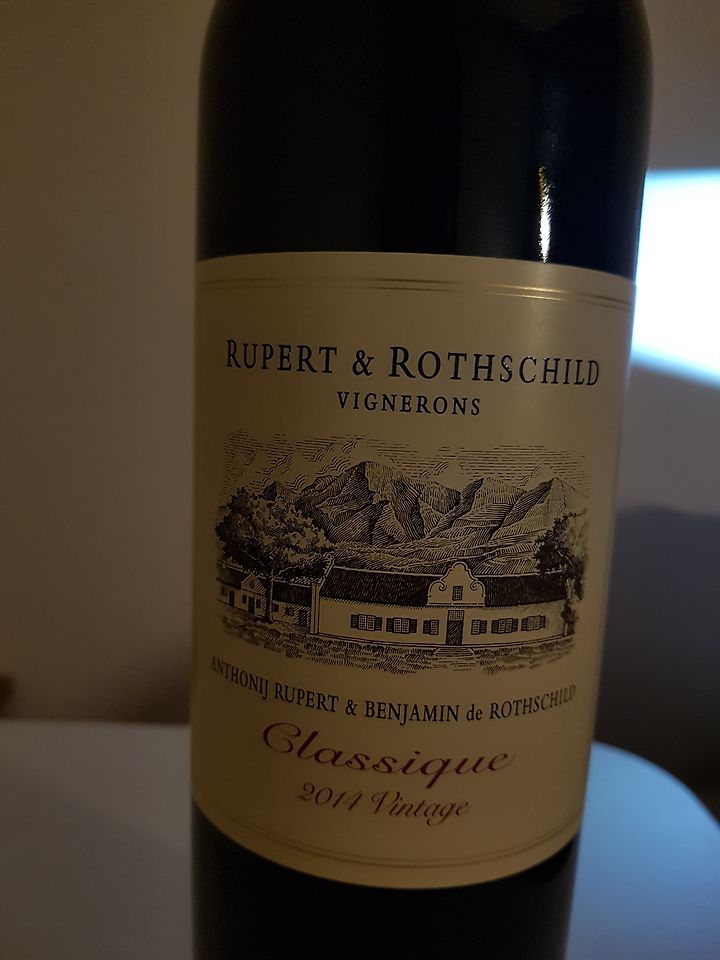 RUPERT & ROTHSCHILD
VIGNERONS
ANTHONIJ RUPERT & BENJAMIN de ROTHSCHILD
Classique
2014 Vintage